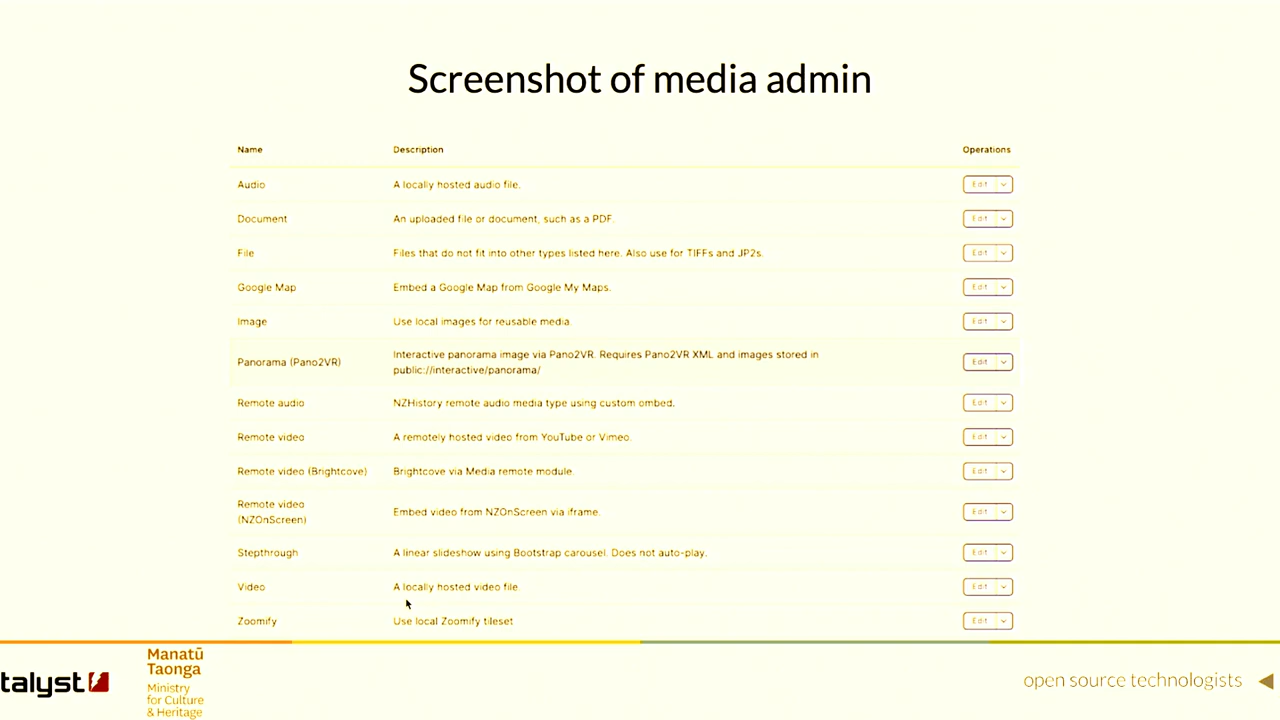 Screenshot of media admin
Name Description Operations
Audio A locally hosted audio file. Edit
Document An uploaded file or document, such as a PDF. Edit
File Files that do not fit into other types listed here. Also use for TIFFs and JP2s. Edit
Google Map Embed a Google Map from Google My Maps. Edit
Image Use local images for reusable media. Edit
Panorama (Pano2VR) Interactive panorama image via Pano2VR. Requires Pano2VR XML and images stored in Edit
public://interactive/panorama/
Remote audio NZHistory remote audio media type using custom embed. Edit
Remote video A remotely hosted video from YouTube or Vimeo. Edit
Remote video (Brightcove) Brightcove via Media remote module. Edit
Remote video
(NZOnScreen) Embed video from NZOnScreen via iframe. Edit
Stepthrough A linear slideshow using Bootstrap carousel. Does not auto-play. Edit
Video A locally hosted video file. Edit
Zoomify Use local Zoomify tileset Edit
talyst
Manatū
Taonga
Ministry
for Culture
& Heritage
open source technologists